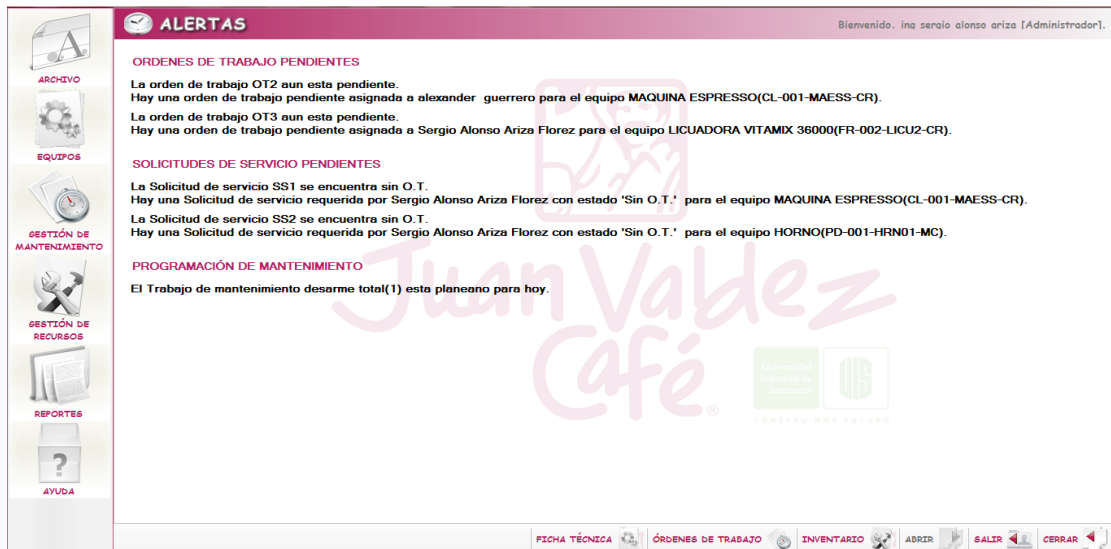 ALERTAS
Bienvenido. ing sergio alonso ariza [Administrador].
ARCHIVO
EQUIPOS
GESTIÓN DE
MANTENIMIENTO
GESTIÓN DE
RECURSOS
REPORTES
AYUDA
ORDENES DE TRABAJO PENDIENTES
La orden de trabajo OT2 aun esta pendiente.
Hay una orden de trabajo pendiente asignada a alexander guerrero para el equipo MAQUINA ESPRESSO(CL-001-MAESS-CR).
La orden de trabajo OT3 aun esta pendiente.
Hay una orden de trabajo pendiente asignada a Sergio Alonso Ariza Florez para el equipo LICUADORA VITAMIX 36000(FR-002-LICU2-CR).
SOLICITUDES DE SERVICIO PENDIENTES
La Solicitud de servicio SS1 se encuentra sin O.T.
Hay una Solicitud de servicio requerida por Sergio Alonso Ariza Florez con estado 'Sin O.T.' para el equipo MAQUINA ESPRESSO(CL-001-MAESS-CR).
La Solicitud de servicio SS2 se encuentra sin O.T.
Hay una Solicitud de servicio requerida por Sergio Alonso Ariza Florez con estado 'Sin O.T.' para el equipo HORNO(PD-001-HRN01-MC).
PROGRAMACIÓN DE MANTENIMIENTO
El Trabajo de mantenimiento desarme total(1) esta planeano para hoy.
Juan Valdez
Café®
Universidad
Industrial de
Santander
UIS
CONSTRUIMOS FUTURO
FICHA TÉCNICA
ÓRDENES DE TRABAJO
INVENTARIO
ABRIR
SALIR
CERRAR